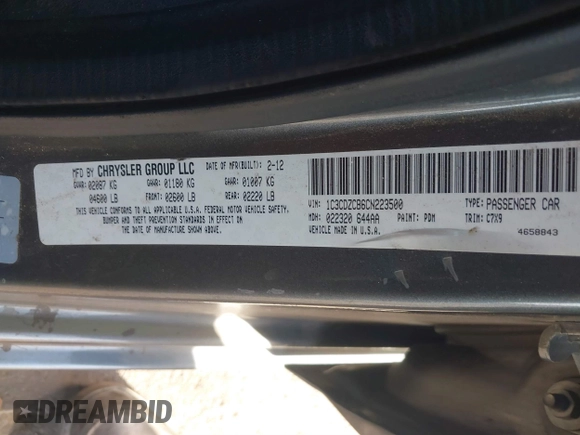 MFD BY CHRYSLER GROUP LLC DATE OF MFR(BUILT): 2-12
GVWR: 02087 KG GAWR: 01180 KG GAWR: 01007 KG
04600 LB FRONT: 02600 LB REAR: 02220 LB
THIS VEHICLE CONFORMS TO ALL APPLICABLE U.S.A. FEDERAL MOTOR VEHICLE SAFETY,
BUMPER AND THEFT PREVENTION STANDARDS IN EFFECT ON
THE DATE OF MANUFACTURE SHOWN ABOVE.
VIN: 1C3CDZCB6CN223500 TYPE: PASSENGER CAR
MDH: 022320 644AA PAINT: PDM TRIM: C7X9
VEHICLE MADE IN U.S.A. 4658843
DREAMBID